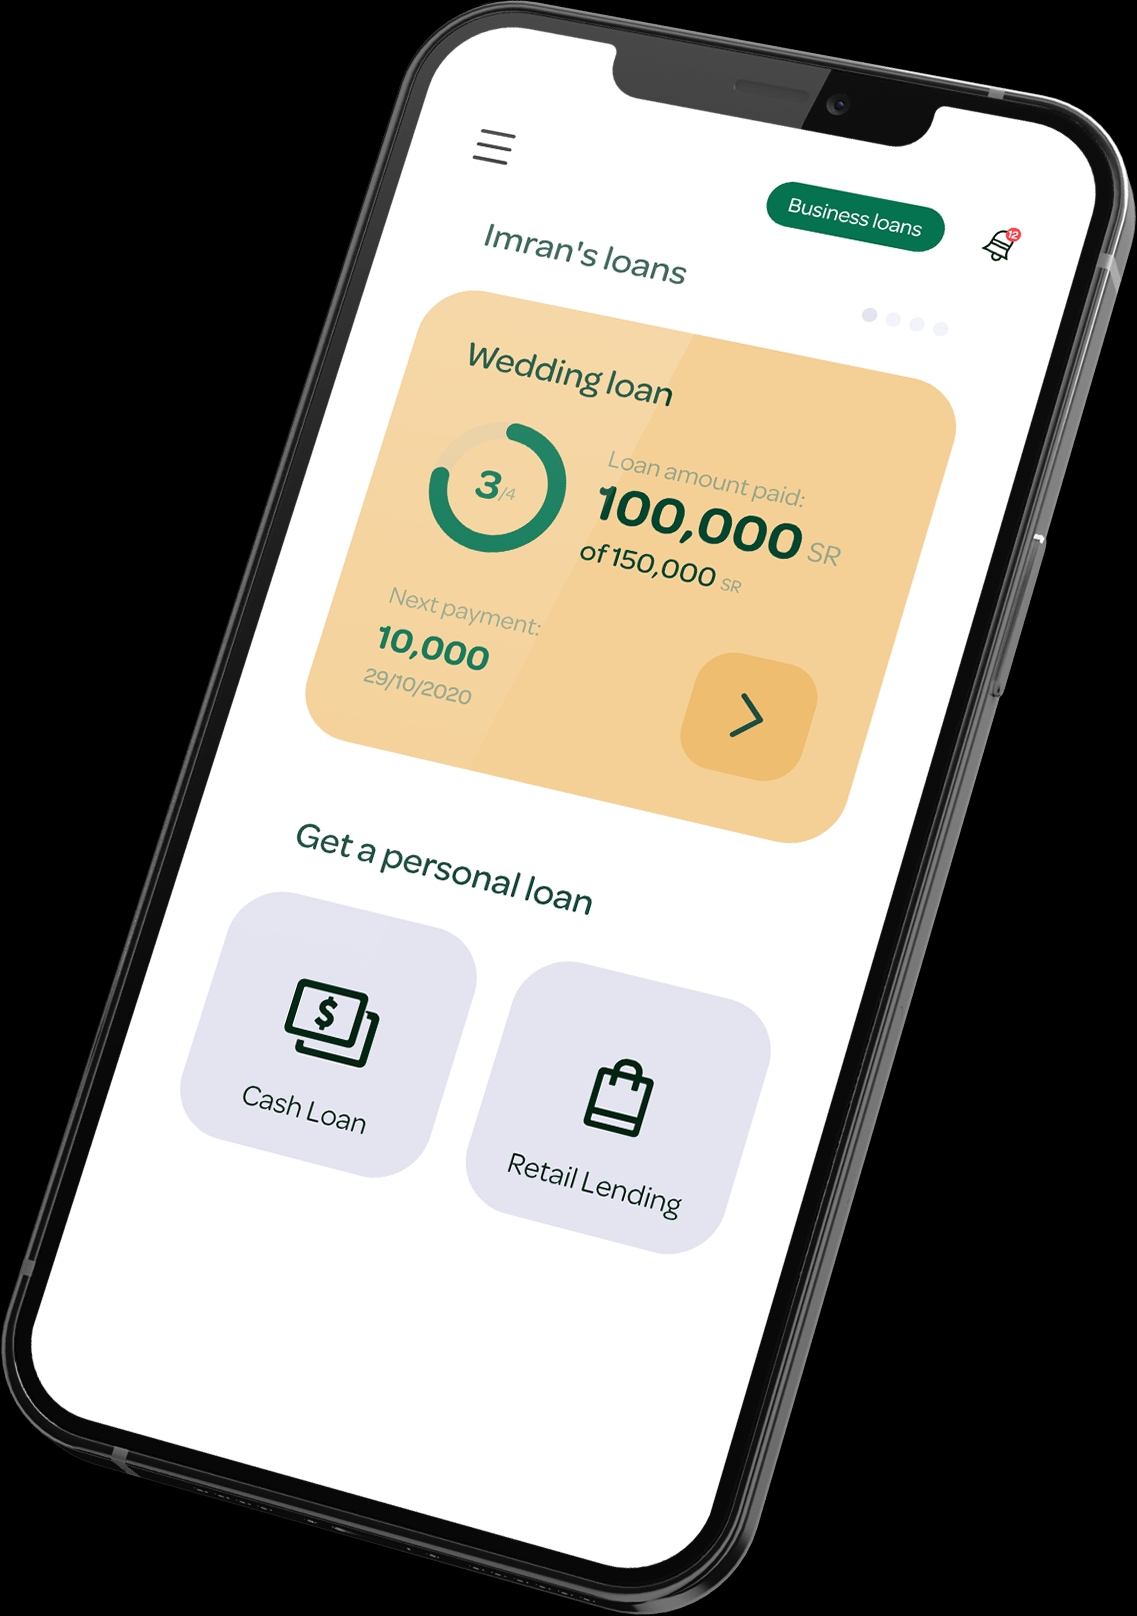 Business loans
12
Imran's loans
Wedding loan
3/4
Loan amount paid:
100,000 SR
of 150,000 SR
Next payment:
10,000
29/10/2020
Get a personal loan
$
Cash Loan
Retail Lending